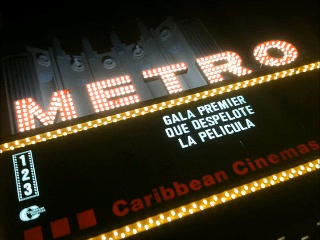 METRO
GALA PREMIER
QUE DESPELOTE
LA PELICULA
1
2
3
Caribbean Cinemas